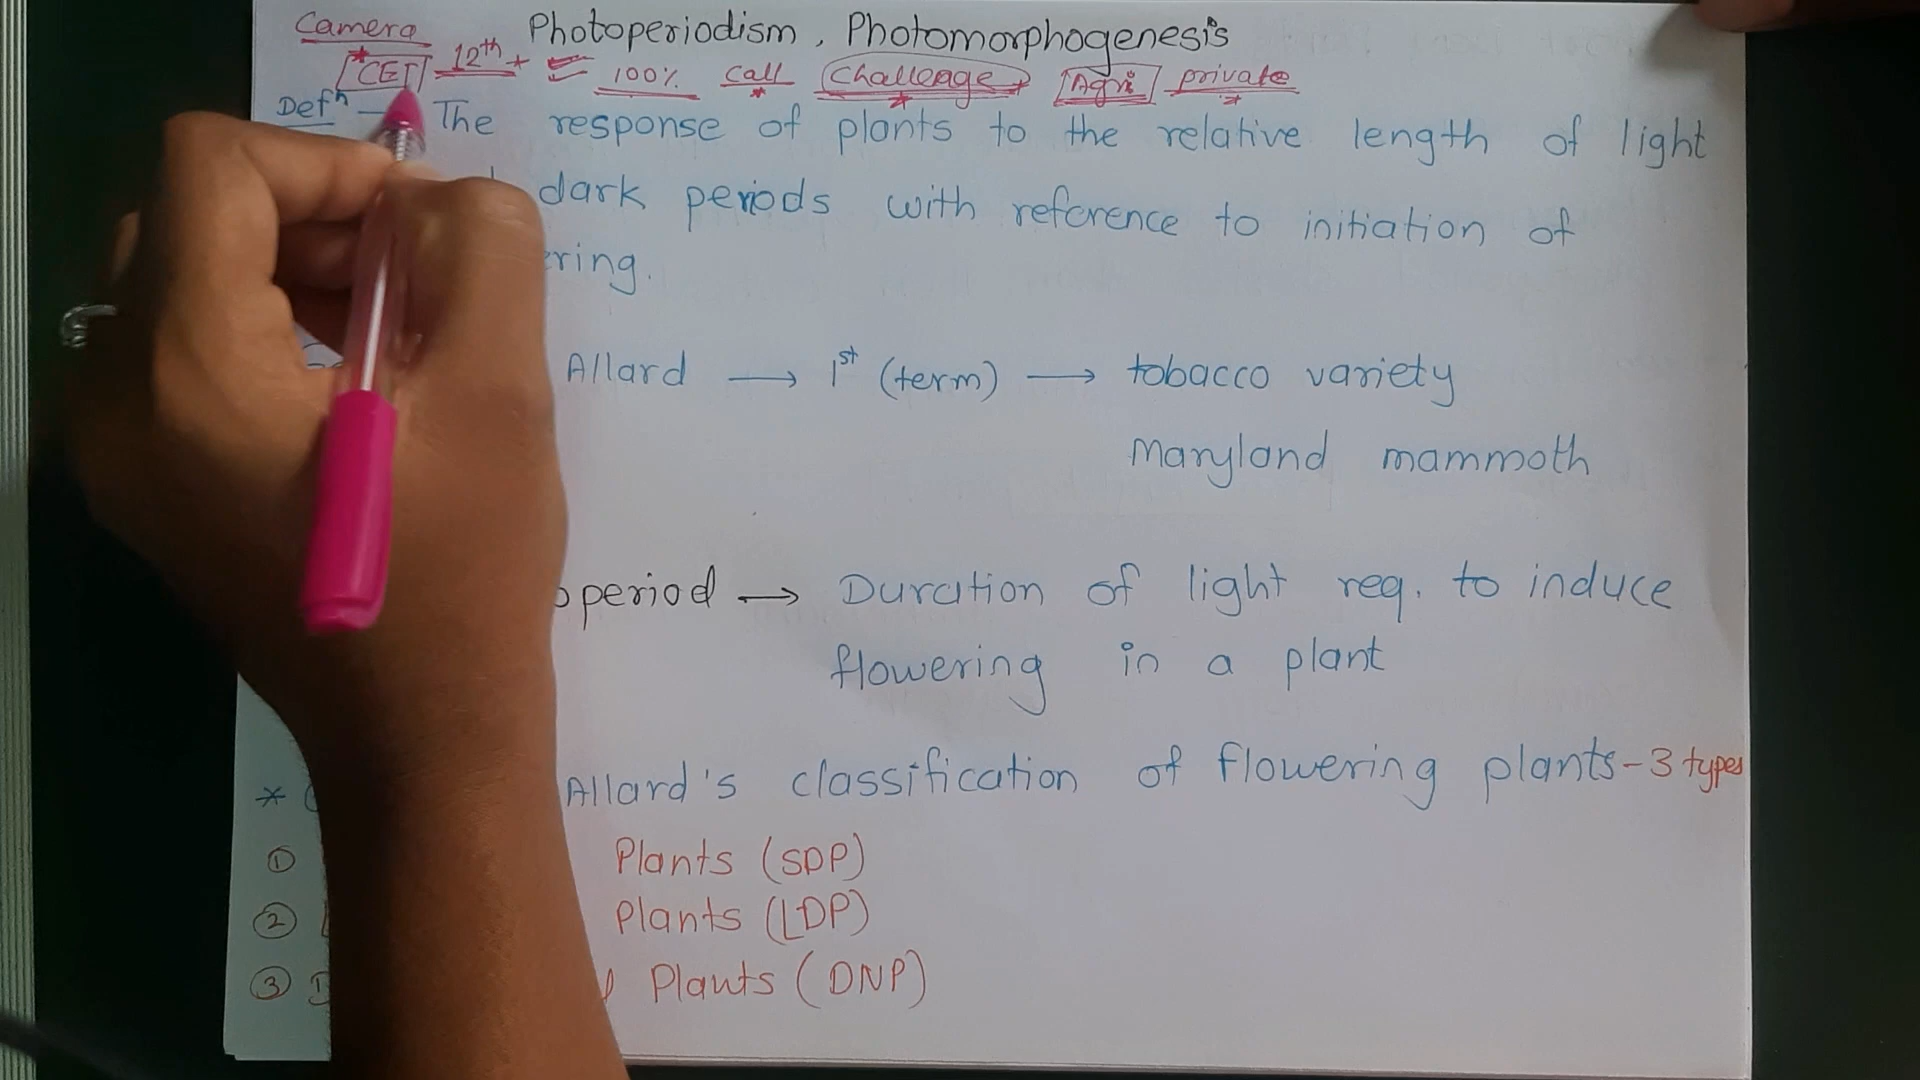 Camera Photoperiodism, Photomorphogenesis
CET 12th + 100% call Challenge Agri private
Defn → The response of plants to the relative length of light
dark periods with reference to initiation of
ering.
Allard → 1st (term) → tobacco variety
Maryland mammoth
operiod → Duration of light req. to induce
flowering in a plant
* Allard's classification of flowering plants - 3 types
① Plants (SDP)
② Plants (LDP)
③ Plants (DNP)